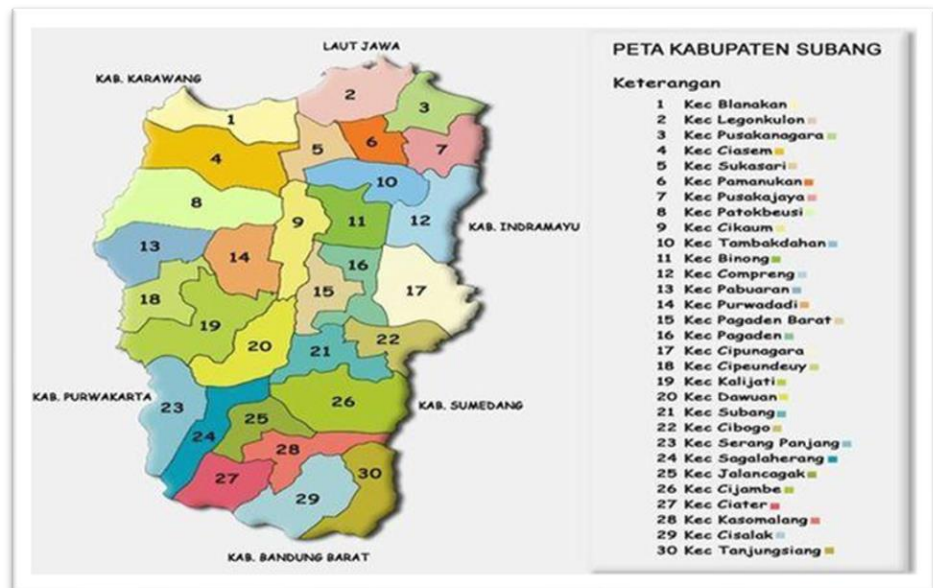 PETA KABUPATEN SUBANG
Keterangan
1 Kec Blanakan
2 Kec Legonkulon
3 Kec Pusakanagara
4 Kec Ciasem
5 Kec Sukasari
6 Kec Pamanukan
7 Kec Pusakajaya
8 Kec Patokbeusi
9 Kec Cikaum
10 Kec Tambakdahan
11 Kec Binong
12 Kec Compreng
13 Kec Pabuaran
14 Kec Purwadadi
15 Kec Pagaden Barat
16 Kec Pagaden
17 Kec Cipunagara
18 Kec Cipeundeuy
19 Kec Kalijati
20 Kec Dawuan
21 Kec Subang
22 Kec Cibogo
23 Kec Serang Panjang
24 Kec Sagalaherang
25 Kec Jalancagak
26 Kec Cijambe
27 Kec Ciater
28 Kec Kasomalang
29 Kec Cisalak
30 Kec Tanjungsiang
LAUT JAWA
KAB. KARAWANG
2
3
1
6
5
7
4
10
8
9
11
12
KAB. INDRAMAYU
13
14
16
15
17
18
19
20
21
22
KAB. PURWAKARTA
23
26
KAB. SUMEDANG
25
24
28
27
30
29
KAB. BANDUNG BARAT